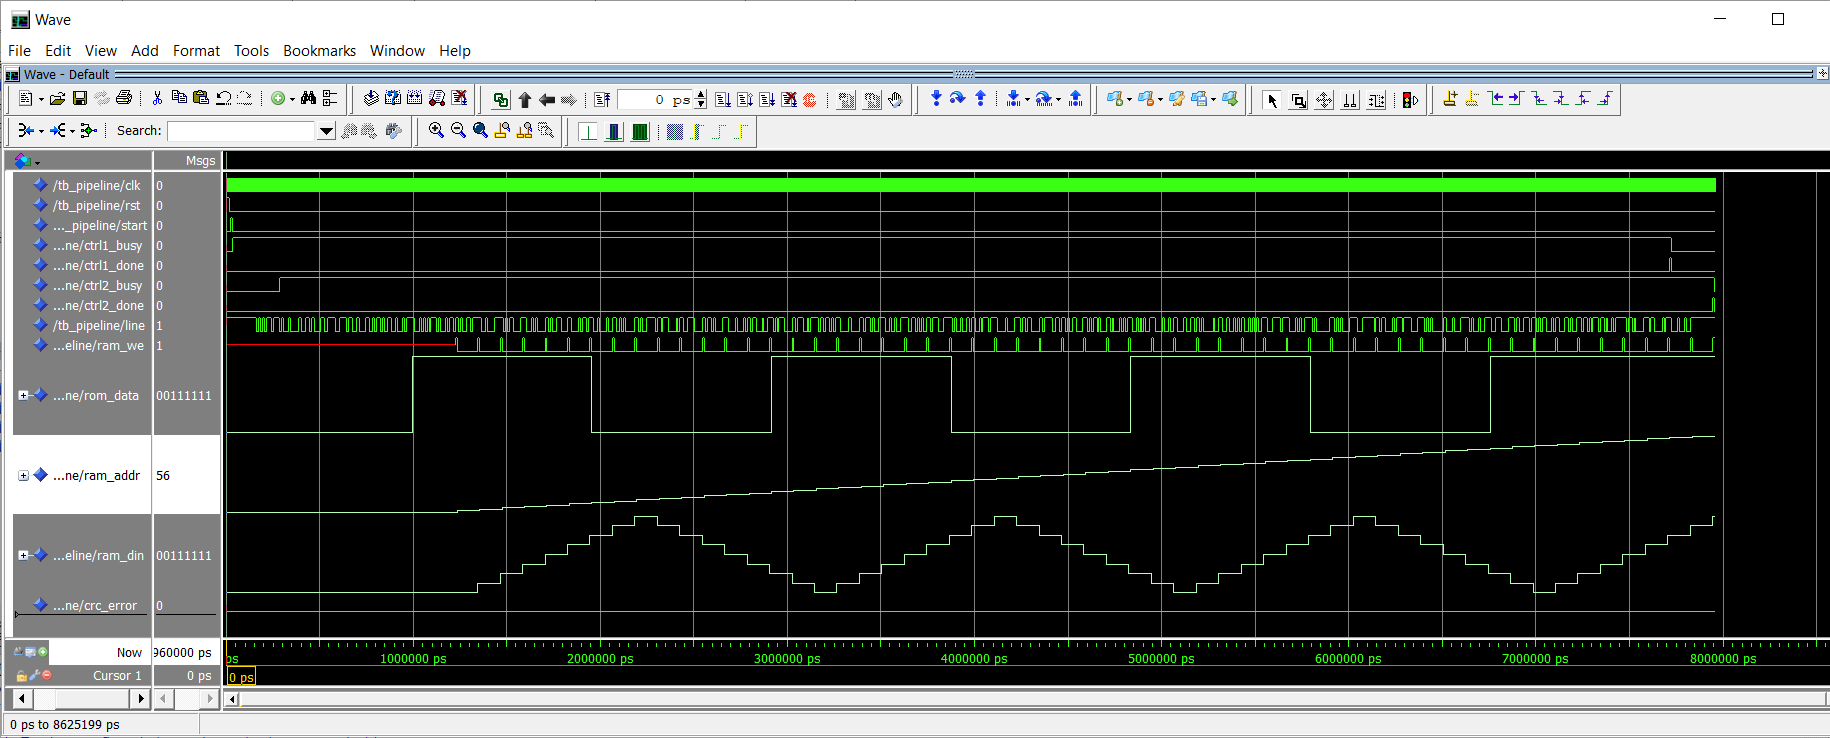 Wave
File Edit View Add Format Tools Bookmarks Window Help
Wave - Default
0 ps
Search:
Msgs
/tb_pipeline/clk 0
/tb_pipeline/rst 0
..._pipeline/start 0
...ne/ctrl1_busy 0
...ne/ctrl1_done 0
...ne/ctrl2_busy 0
...ne/ctrl2_done 0
/tb_pipeline/line 1
...eline/ram_we 1
...ne/rom_data 00111111
...ne/ram_addr 56
...eline/ram_din 00111111
...ne/crc_error 0
Now 960000 ps
ps 1000000 ps 2000000 ps 3000000 ps 4000000 ps 5000000 ps 6000000 ps 7000000 ps 8000000 ps
Cursor 1 0 ps 0 ps
0 ps to 8625199 ps